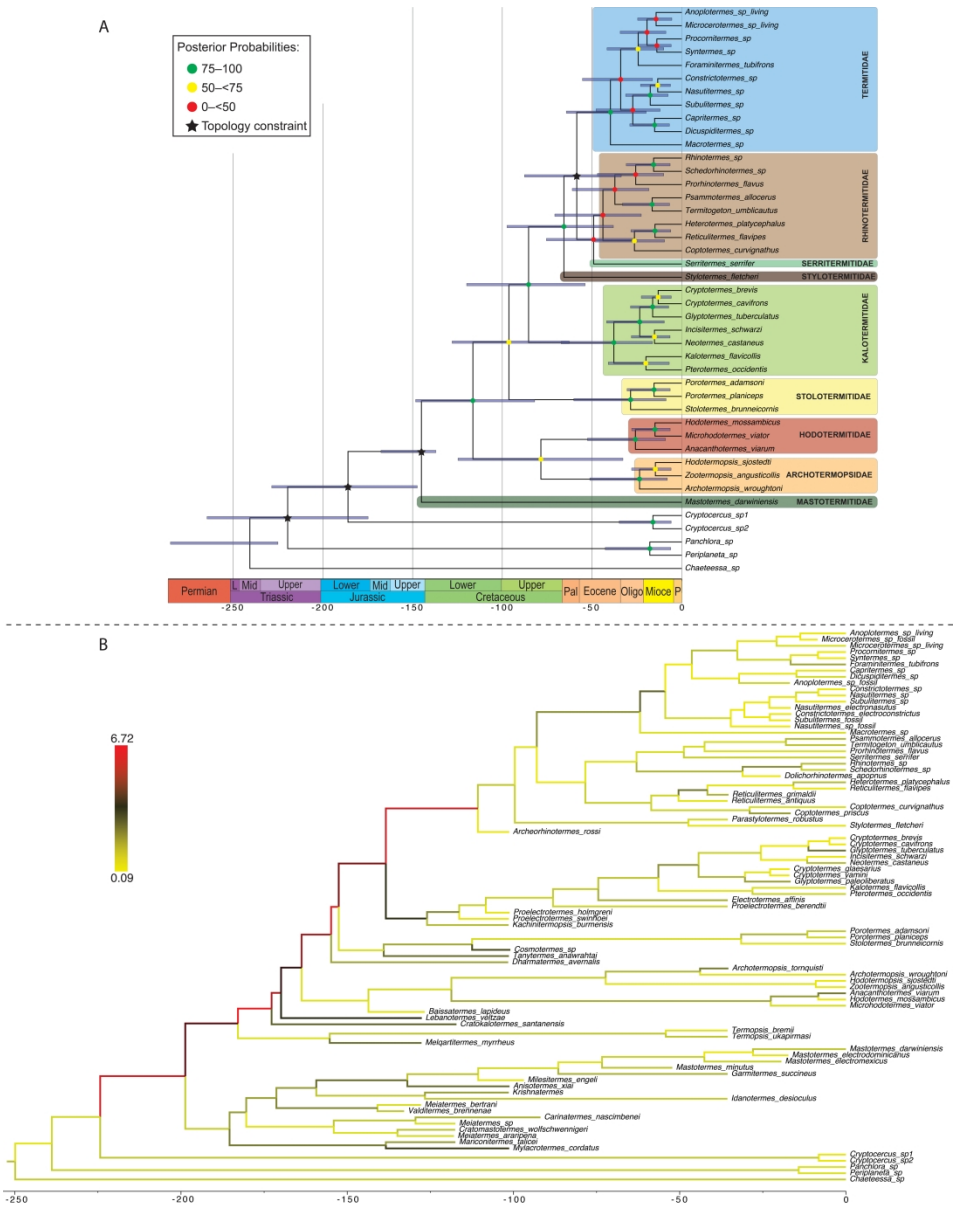 A
Posterior Probabilities:
75–100
50–<75
0–<50
Topology constraint
Anoplotermes_sp_living
Microcerotermes_sp_living
Procornitermes_sp
Syntermes_sp
Foraminitermes_tubifrons
Constrictotermes_sp
Nasutitermes_sp
Subulitermes_sp
Capritermes_sp
Dicuspiditermes_sp
Macrotermes_sp
TERMITIDAE
Rhinotermes_sp
Schedorhinotermes_sp
Prorhinotermes_flavus
Psammotermes_allocerus
Termitogeton_umblicautus
Heterotermes_platycephalus
Reticulitermes_flavipes
Coptotermes_curvignathus
RHINOTERMITIDAE
Serritermes_serrifer SERRITERMITIDAE
Stylotermes_fletcheri STYLOTERMITIDAE
Cryptotermes_brevis
Cryptotermes_cavifrons
Glyptotermes_tuberculatus
Incisitermes_schwarzi
Neotermes_castaneus
Kalotermes_flavicollis
Pterotermes_occidentis
KALOTERMITIDAE
Porotermes_adamsoni
Porotermes_planiceps STOLOTERMITIDAE
Stolotermes_brunneicornis
Hodotermes_mossambicus
Microhodotermes_viator HODOTERMITIDAE
Anacanthotermes_viarum
Hodotermopsis_sjostedti
Zootermopsis_angusticollis ARCHOTERMOPSIDAE
Archotermopsis_wroughtoni
Mastotermes_darwiniensis MASTOTERMITIDAE
Cryptocercus_sp1
Cryptocercus_sp2
Panchlora_sp
Periplaneta_sp
Chaeteessa_sp
Permian L Mid Upper Lower Mid Upper Lower Upper Pal Eocene Oligo Mioce P
Triassic Jurassic Cretaceous
-250 -200 -150 -100 -50 0
B
6.72
0.09
Anoplotermes_sp_living
Microcerotermes_sp_fossil
Microcerotermes_sp_living
Procornitermes_sp
Syntermes_sp
Foraminitermes_tubifrons
Capritermes_sp
Dicuspiditermes_sp
Anoplotermes_sp_fossil
Constrictotermes_sp
Nasutitermes_sp
Subulitermes_sp
Nasutitermes_electronasutus
Constrictotermes_electroconstrictus
Subulitermes_fossil
Nasutitermes_sp_fossil
Macrotermes_sp
Psammotermes_allocerus
Termitogeton_umblicautus
Prorhinotermes_flavus
Serritermes_serrifer
Rhinotermes_sp
Schedorhinotermes_sp
Dolichorhinotermes_apopnus
Heterotermes_platycephalus
Reticulitermes_flavipes
Reticulitermes_grimaldii
Reticulitermes_antiquus
Coptotermes_curvignathus
Coptotermes_priscus
Parastylotermes_robustus
Stylotermes_fletcheri
Archeorhinotermes_rossi
Cryptotermes_brevis
Cryptotermes_cavifrons
Glyptotermes_tuberculatus
Incisitermes_schwarzi
Neotermes_castaneus
Cryptotermes_glaesarius
Cryptotermes_yamini
Glyptotermes_paleoliberatus
Kalotermes_flavicollis
Pterotermes_occidentis
Electrotermes_affinis
Proelectrotermes_berendtii
Proelectrotermes_holmgreni
Proelectrotermes_swinhoei
Kachinitermopsis_burmensis
Porotermes_adamsoni
Porotermes_planiceps
Stolotermes_brunneicornis
Cosmotermes_sp
Tanytermes_anawrahtai
Dharmatermes_avernalis
Archotermopsis_tornquisti
Archotermopsis_wroughtoni
Hodotermopsis_sjostedti
Zootermopsis_angusticollis
Anacanthotermes_viarum
Hodotermes_mossambicus
Microhodotermes_viator
Baissatermes_lapideus
Lebanotermes_veltzae
Cratokalotermes_santanensis
Termopsis_bremii
Termopsis_ukapirmasi
Melqartitermes_myrrheus
Mastotermes_darwiniensis
Mastotermes_electrodominicanus
Mastotermes_electromexicus
Mastotermes_minutus
Garmitermes_succineus
Milesitermes_engeli
Anisotermes_xiai
Krishnatermes
Idanotermes_desioculus
Meiatermes_bertrani
Valditermes_brennenae
Carinatermes_nascimbenei
Meiatermes_sp
Cratomastotermes_wolfschwennigeri
Meiatermes_araripena
Mariconitermes_talicei
Mylacrotermes_cordatus
Cryptocercus_sp1
Cryptocercus_sp2
Panchlora_sp
Periplaneta_sp
Chaeteessa_sp
-250 -200 -150 -100 -50 0